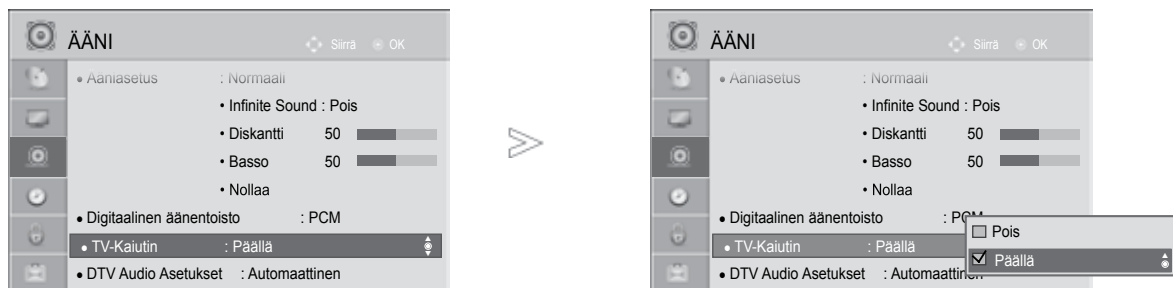 ÄÄNI Siirrä OK
• Ääniasetus : Normaali
• Infinite Sound : Pois
• Diskantti 50
• Basso 50
• Nollaa
• Digitaalinen äänentoisto : PCM
• TV-Kaiutin : Päällä
• DTV Audio Asetukset : Automaattinen
ÄÄNI Siirrä OK
• Ääniasetus : Normaali
• Infinite Sound : Pois
• Diskantti 50
• Basso 50
• Nollaa
• Digitaalinen äänentoisto : PCM
• TV-Kaiutin : Päällä
• DTV Audio Asetukset : Automaattinen
Pois
Päällä